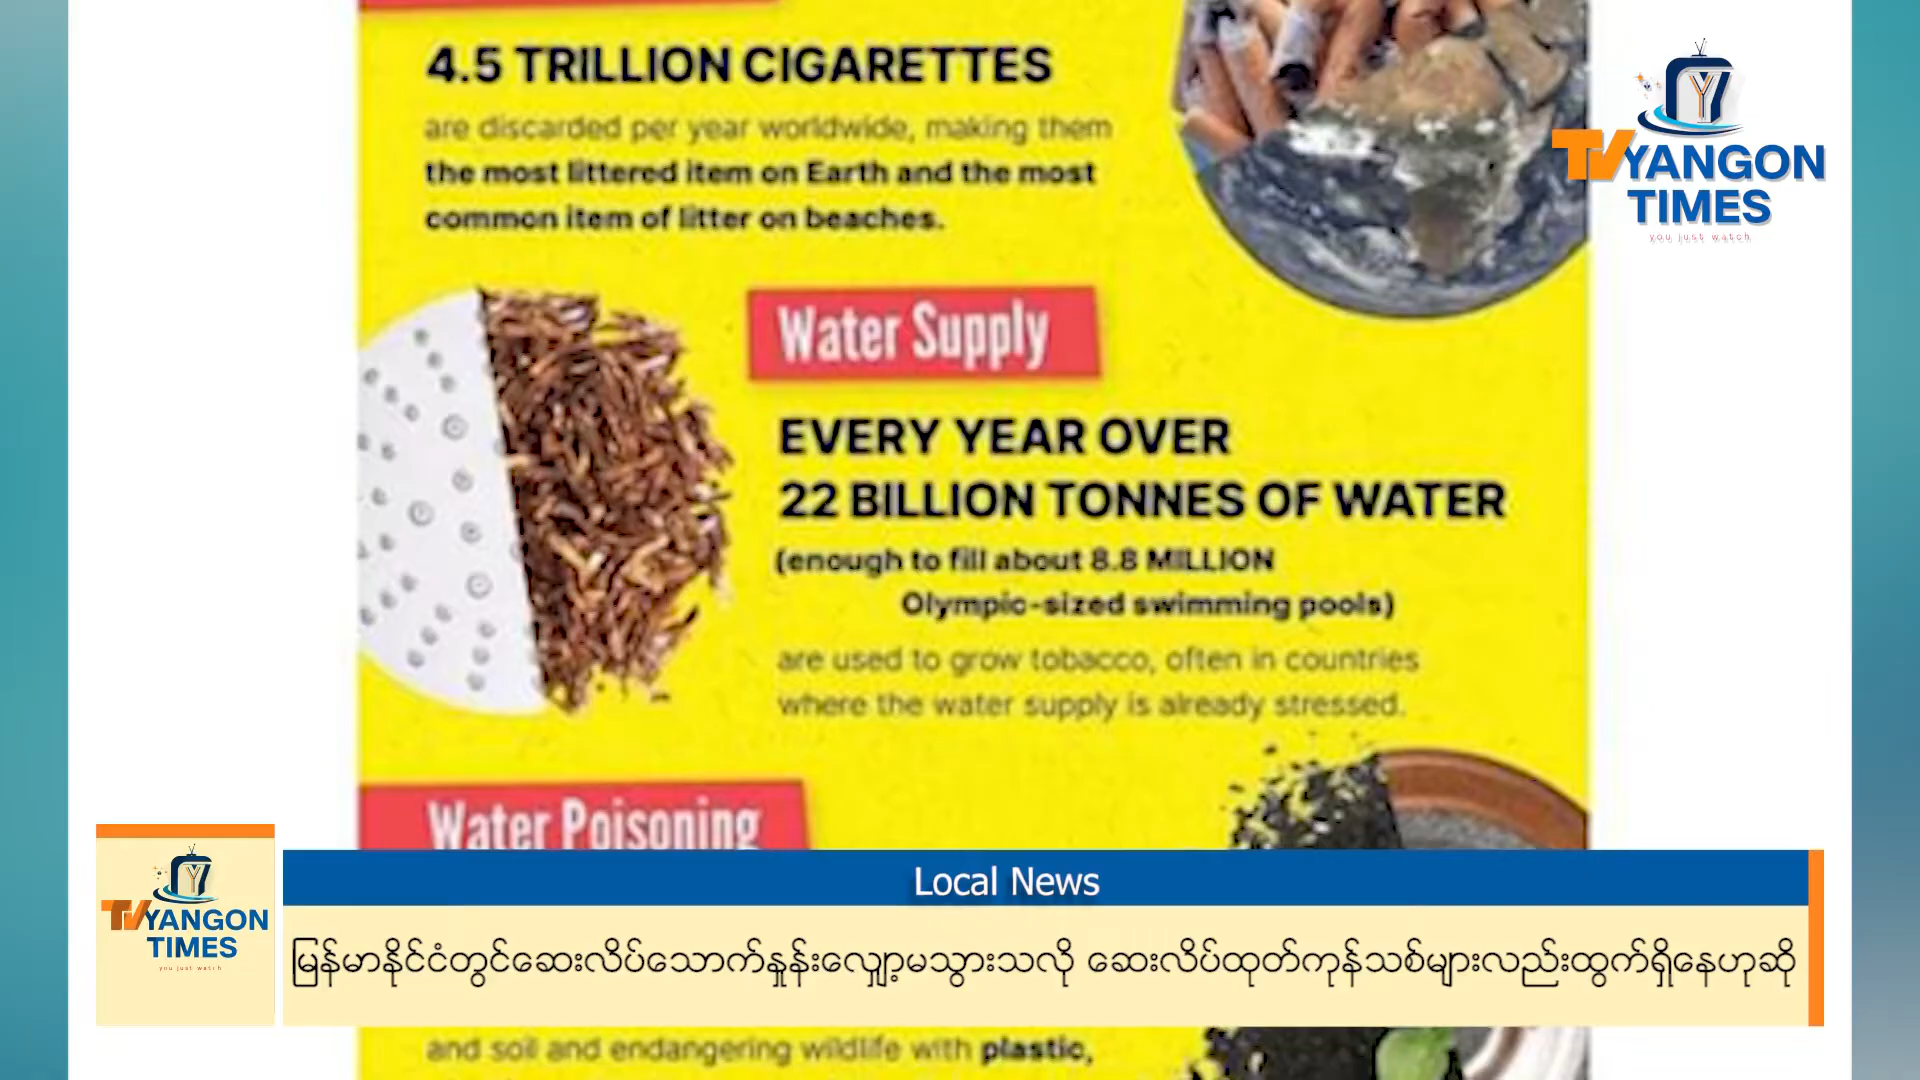 4.5 TRILLION CIGARETTES
are discarded per year worldwide, making them
the most littered item on Earth and the most
common item of litter on beaches.
TV YANGON
TIMES
you just watch
Water Supply
EVERY YEAR OVER
22 BILLION TONNES OF WATER
(enough to fill about 8.8 MILLION
Olympic-sized swimming pools)
are used to grow tobacco, often in countries
where the water supply is already stressed.
Water Poisoning
Local News
TV YANGON
TIMES
you just watch
မြန်မာနိုင်ငံတွင်ဆေးလိပ်သောက်နှုန်းလျှော့မသွားသလို ဆေးလိပ်ထုတ်ကုန်သစ်များလည်းထွက်ရှိနေဟုဆို
and soil and endangering wildlife with plastic,